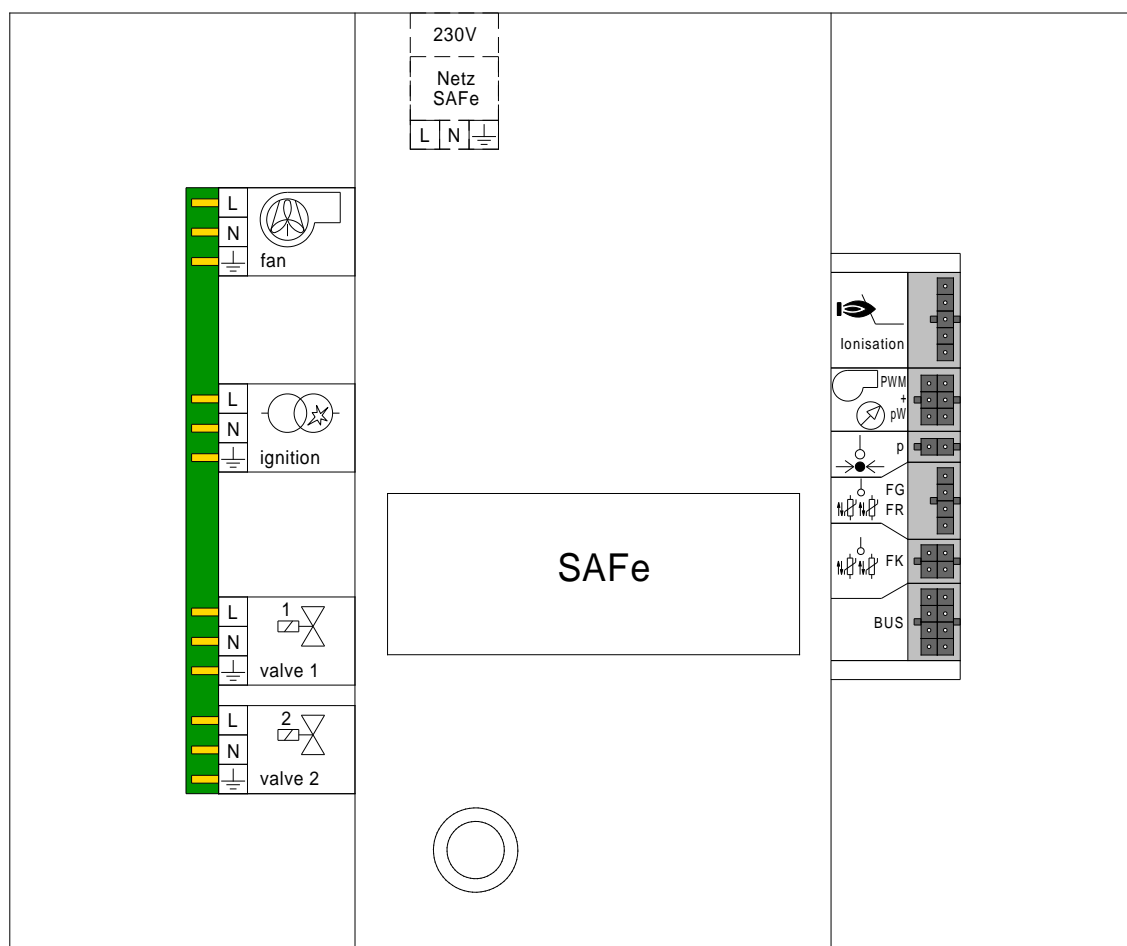 230V
Netz
SAFe
L N
L
N
fan
L
N
ignition
L
1
N
valve 1
L
2
N
valve 2
SAFe
Ionisation
PWM
+
pW
p
FG
FR
FK
BUS